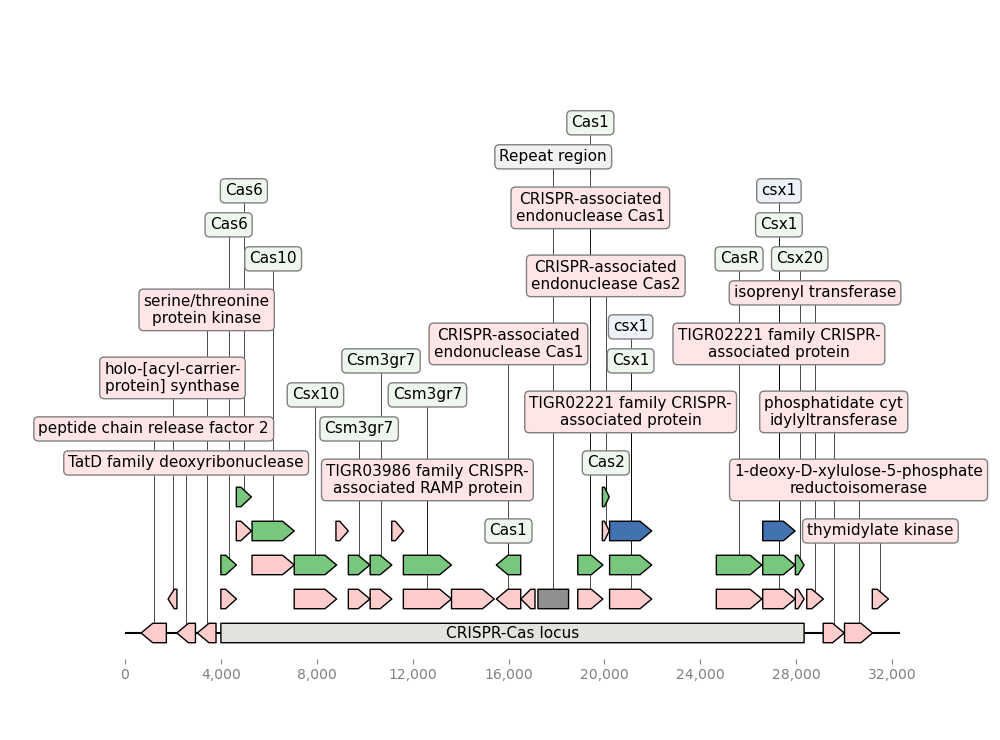 Cas1
Repeat region
Cas6
csx1
CRISPR-associated
endonuclease Cas1
Cas6
Csx1
Cas10
CasR
Csx20
CRISPR-associated
endonuclease Cas2
isoprenyl transferase
serine/threonine
protein kinase
csx1
CRISPR-associated
endonuclease Cas1
TIGR02221 family CRISPR-
associated protein
Csm3gr7
Csx1
holo-[acyl-carrier-
protein] synthase
Csx10
Csm3gr7
TIGR02221 family CRISPR-
associated protein
phosphatidate cyt
idylyltransferase
peptide chain release factor 2
Csm3gr7
TatD family deoxyribonuclease
Cas2
TIGR03986 family CRISPR-
associated RAMP protein
1-deoxy-D-xylulose-5-phosphate
reductoisomerase
Cas1
thymidylate kinase
CRISPR-Cas locus
0
4,000
8,000
12,000
16,000
20,000
24,000
28,000
32,000